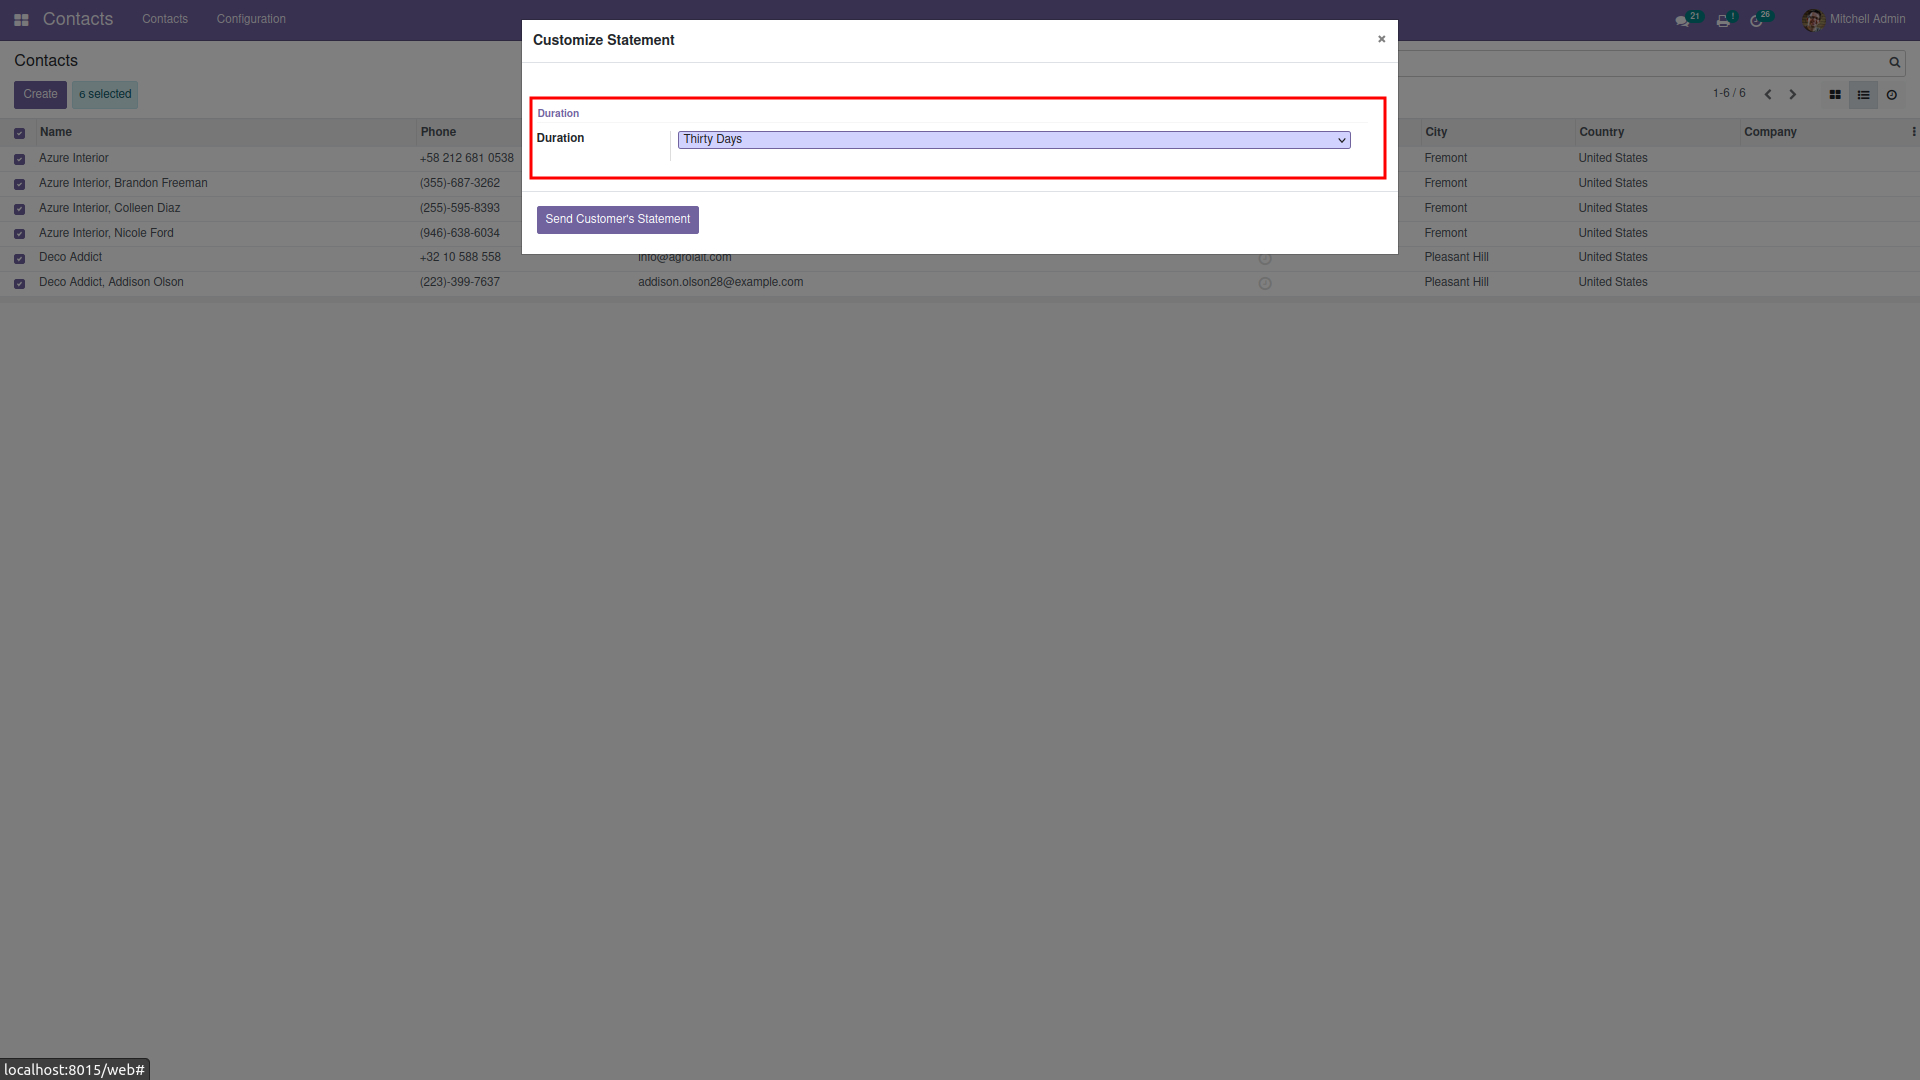 Contacts Contacts Configuration 21 ! 26 Mitchell Admin
Customize Statement ×
Contacts
Create 6 selected 1-6 / 6
Duration
Duration Thirty Days
Send Customer's Statement
Name Phone City Country Company
Azure Interior +58 212 681 0538 Fremont United States
Azure Interior, Brandon Freeman (355)-687-3262 Fremont United States
Azure Interior, Colleen Diaz (255)-595-8393 Fremont United States
Azure Interior, Nicole Ford (946)-638-6034 Fremont United States
Deco Addict +32 10 588 558 info@agrolait.com Pleasant Hill United States
Deco Addict, Addison Olson (223)-399-7637 addison.olson28@example.com Pleasant Hill United States
localhost:8015/web#